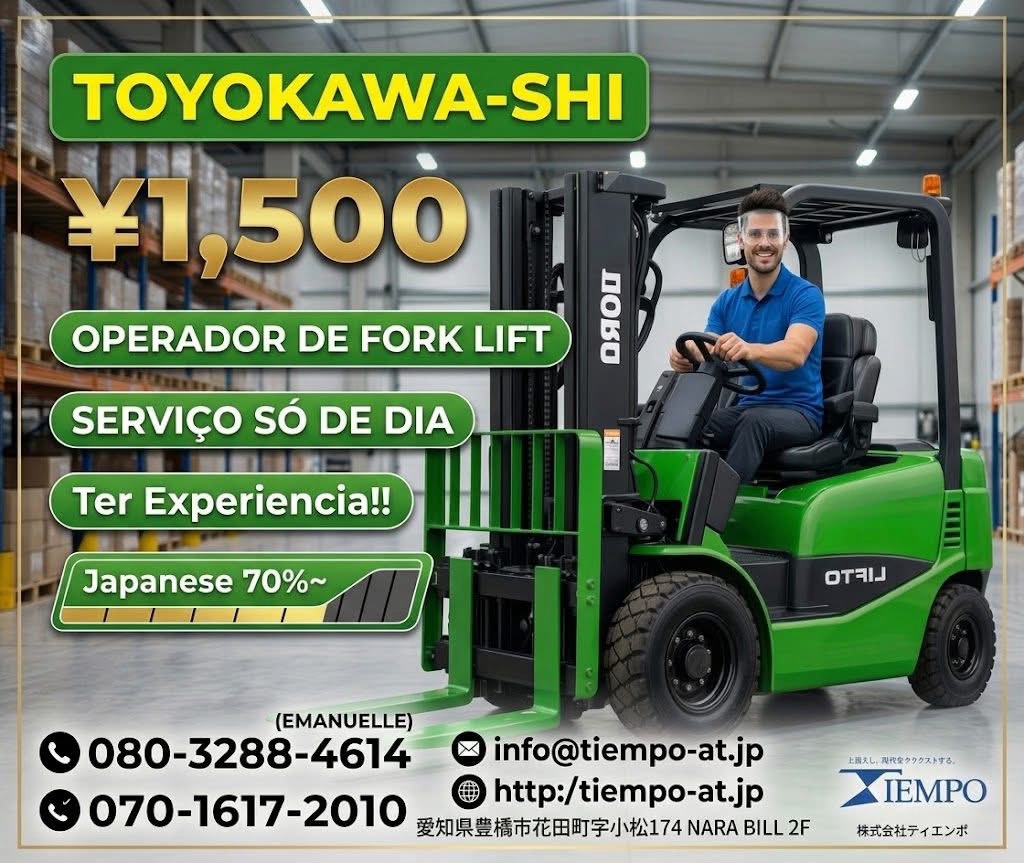 TOYOKAWA-SHI
¥1,500
OPERADOR DE FORK LIFT
SERVIÇO SÓ DE DIA
Ter Experiencia!!
Japanese 70%~
DORO
LIFTO
(EMANUELLE)
080-3288-4614
070-1617-2010
info@tiempo-at.jp
http:/tiempo-at.jp
愛知県豊橋市花田町字小松174 NARA BILL 2F
TIEMPO
株式会社ティエンポ